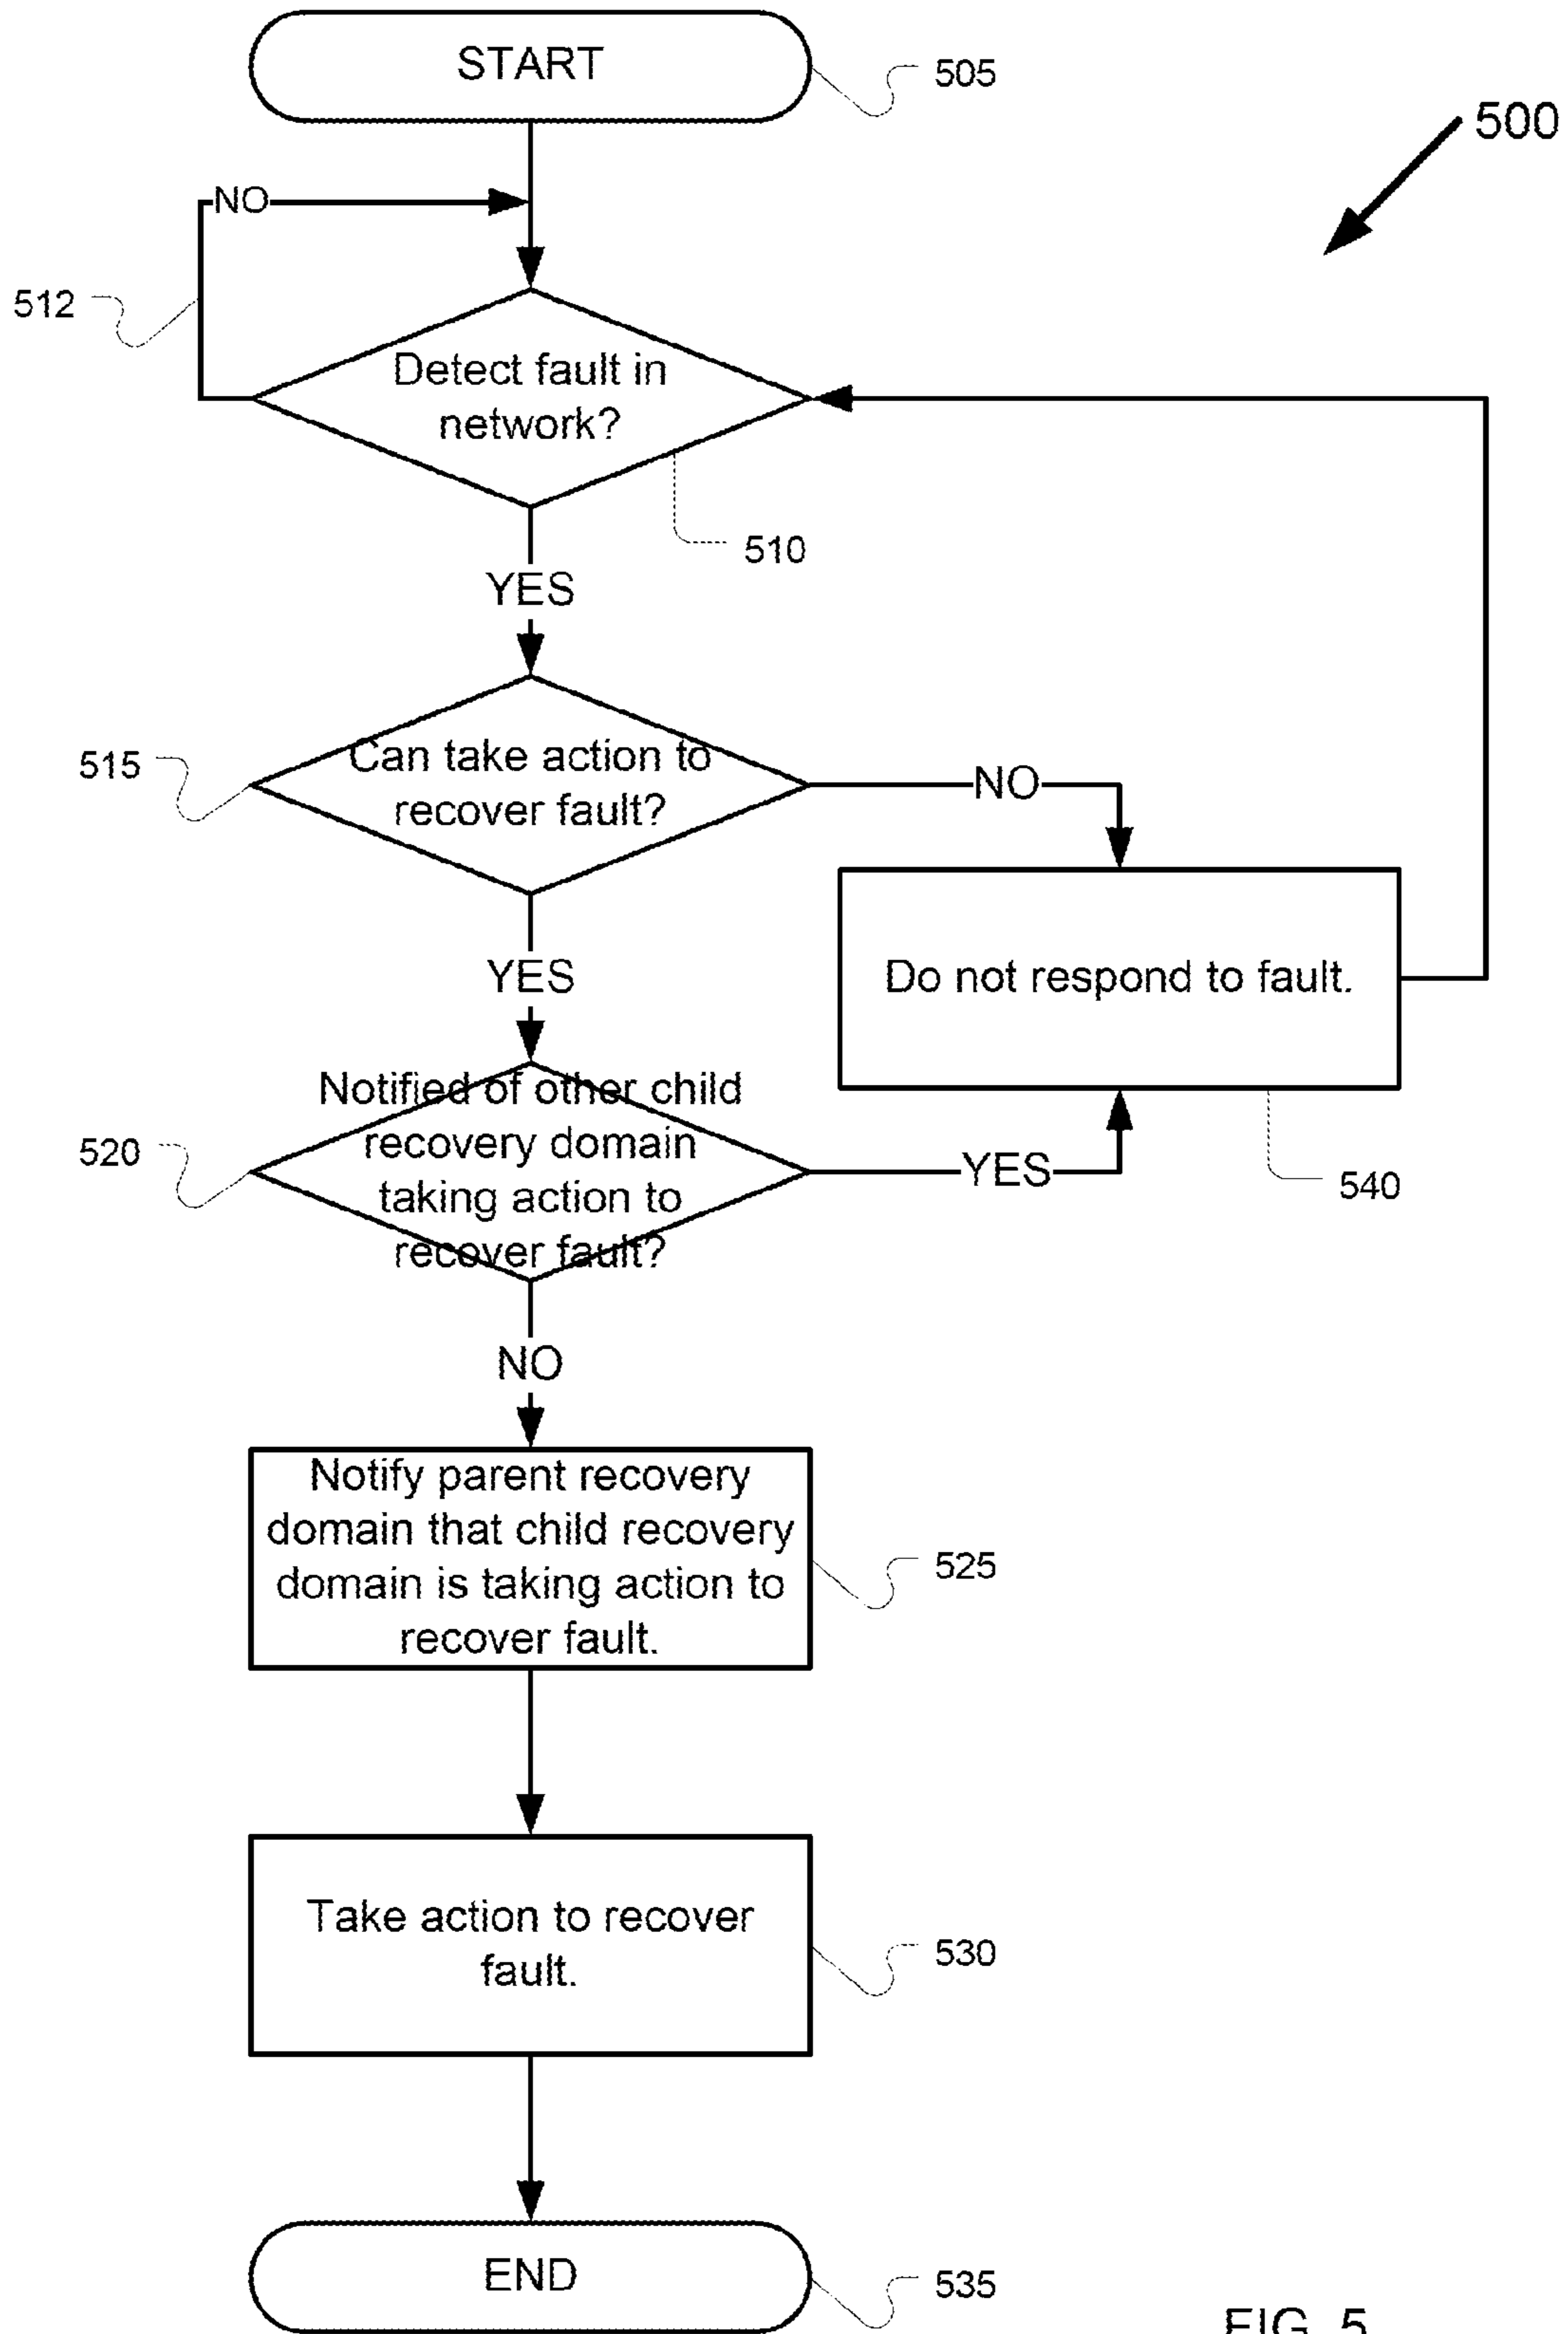 START
505
500
NO
512
Detect fault in
network?
510
YES
515
Can take action to
recover fault?
NO
Do not respond to fault.
YES
520
Notified of other child
recovery domain
taking action to
recover fault?
YES
540
NO
Notify parent recovery
domain that child recovery
domain is taking action to
recover fault.
525
Take action to recover
fault.
530
END
535
FIG. 5